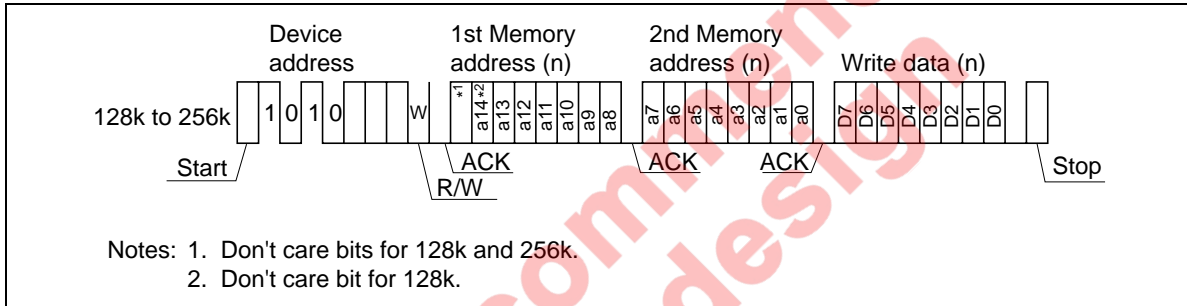 Device address
1st Memory address (n)
2nd Memory address (n)
Write data (n)
128k to 256k
1 0 1 0 W *1 a14*2 a13 a12 a11 a10 a9 a8 a7 a6 a5 a4 a3 a2 a1 a0 D7 D6 D5 D4 D3 D2 D1 D0
Start
R/W
ACK
ACK
ACK
Stop
Notes: 1. Don't care bits for 128k and 256k.
2. Don't care bit for 128k.
design